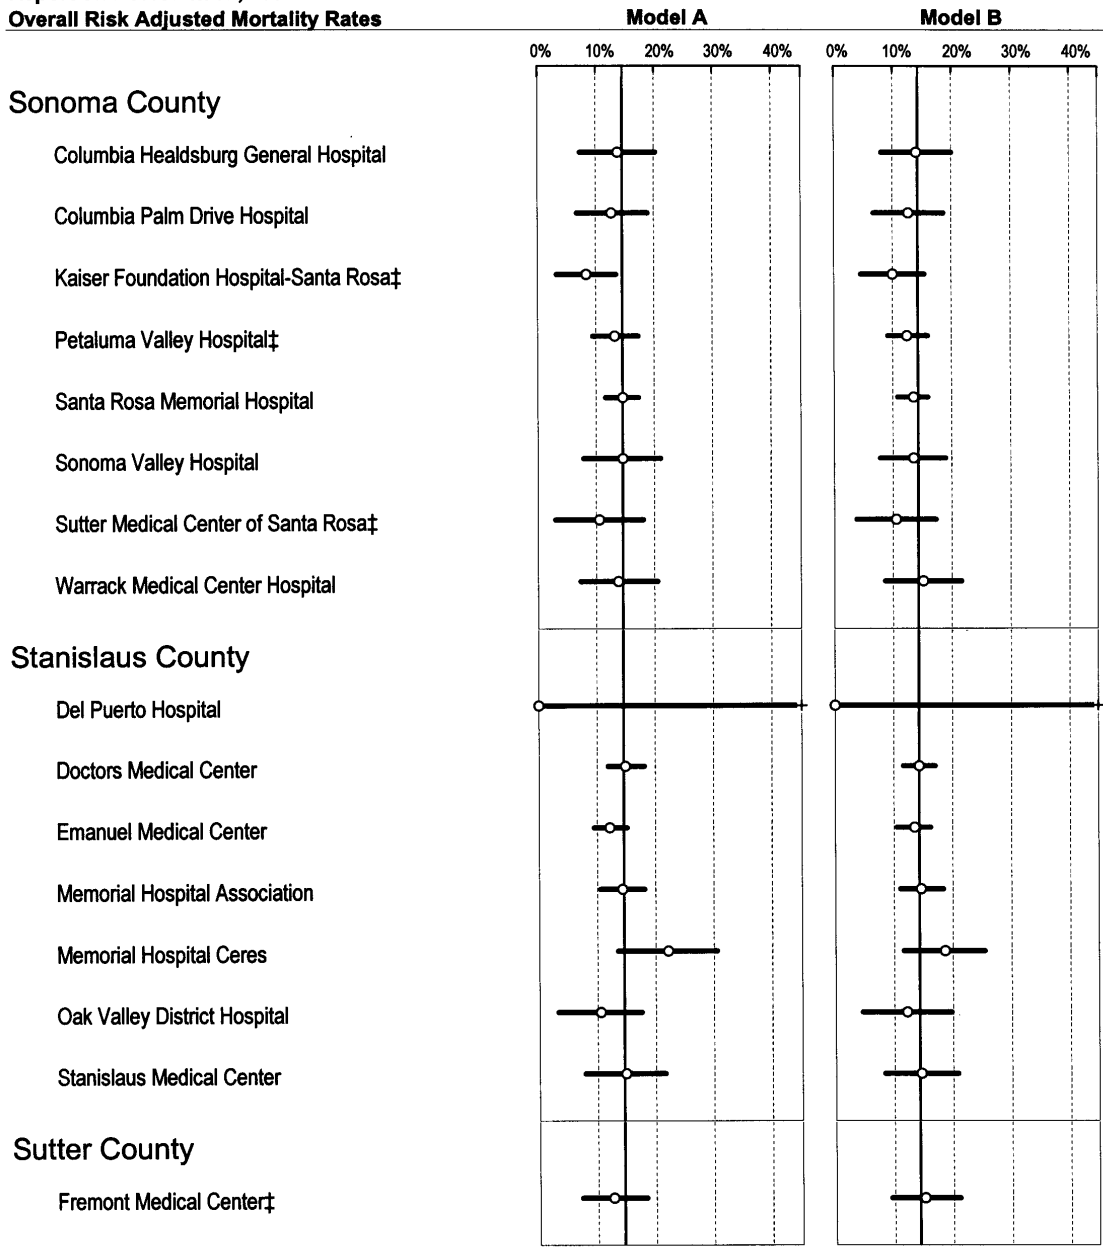 Overall Risk Adjusted Mortality Rates Model A Model B
0% 10% 20% 30% 40% 0% 10% 20% 30% 40%
Sonoma County
Columbia Healdsburg General Hospital
Columbia Palm Drive Hospital
Kaiser Foundation Hospital-Santa Rosa‡
Petaluma Valley Hospital‡
Santa Rosa Memorial Hospital
Sonoma Valley Hospital
Sutter Medical Center of Santa Rosa‡
Warrack Medical Center Hospital
Stanislaus County
Del Puerto Hospital
Doctors Medical Center
Emanuel Medical Center
Memorial Hospital Association
Memorial Hospital Ceres
Oak Valley District Hospital
Stanislaus Medical Center
Sutter County
Fremont Medical Center‡